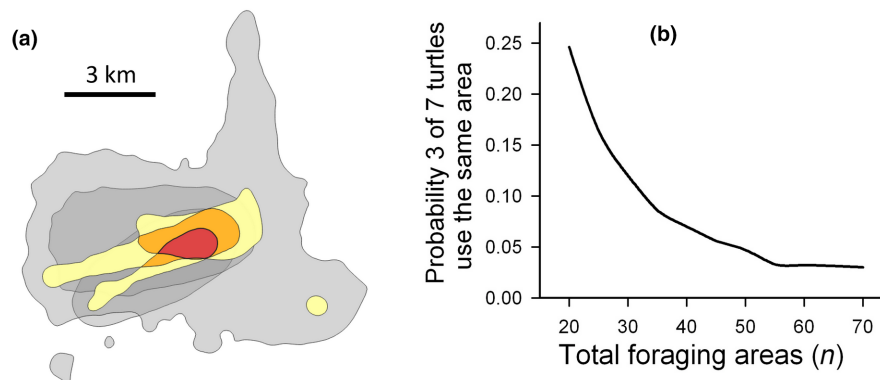 (a)
3 km
(b)
Probability 3 of 7 turtles
use the same area
0.25
0.20
0.15
0.10
0.05
0.00
20 30 40 50 60 70
Total foraging areas (n)